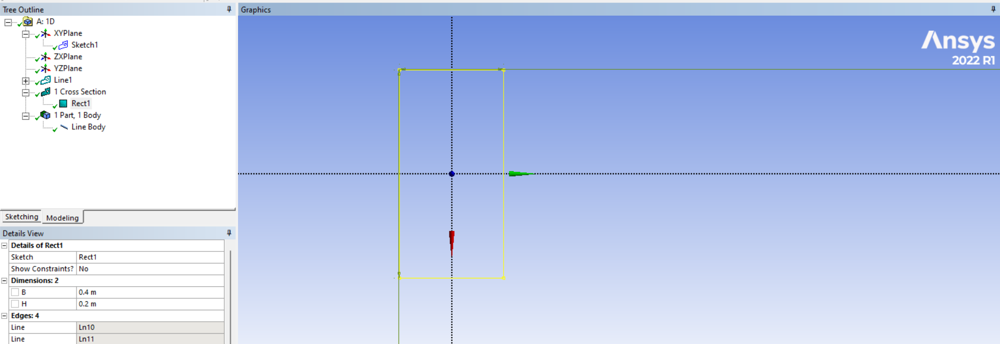 Tree Outline
A: 1D
XYPlane
Sketch1
ZXPlane
YZPlane
Line1
1 Cross Section
Rect1
1 Part, 1 Body
Line Body
Sketching Modeling
Details View
Details of Rect1
Sketch Rect1
Show Constraints? No
Dimensions: 2
B 0.4 m
H 0.2 m
Edges: 4
Line Ln10
Line Ln11
Graphics
Ansys
2022 R1